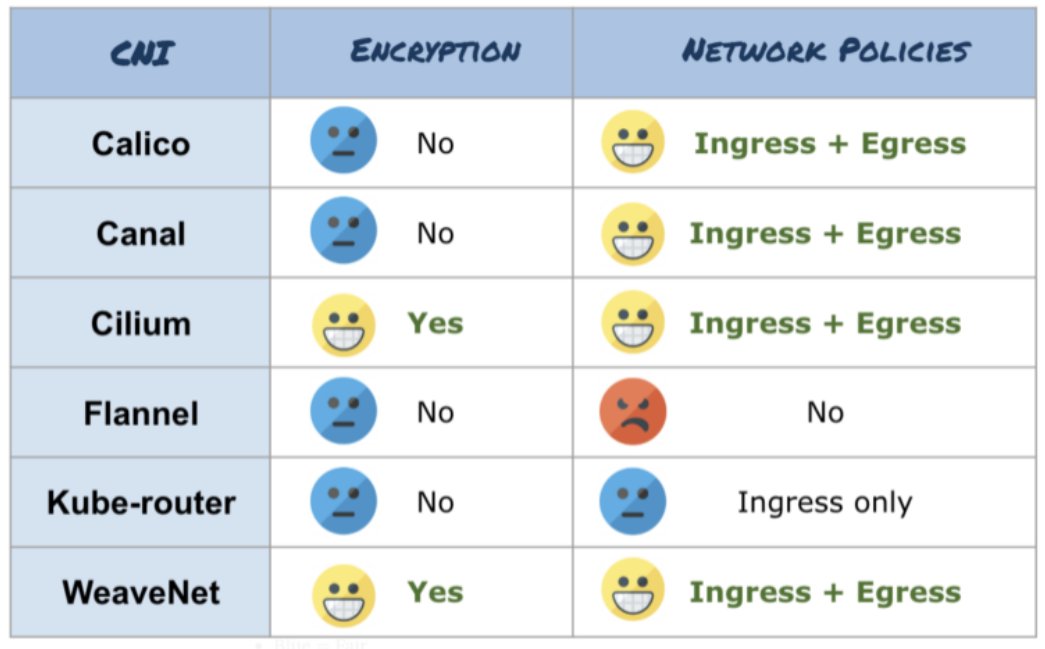 CNI ENCRYPTION NETWORK POLICIES
Calico No Ingress + Egress
Canal No Ingress + Egress
Cilium Yes Ingress + Egress
Flannel No No
Kube-router No Ingress only
WeaveNet Yes Ingress + Egress